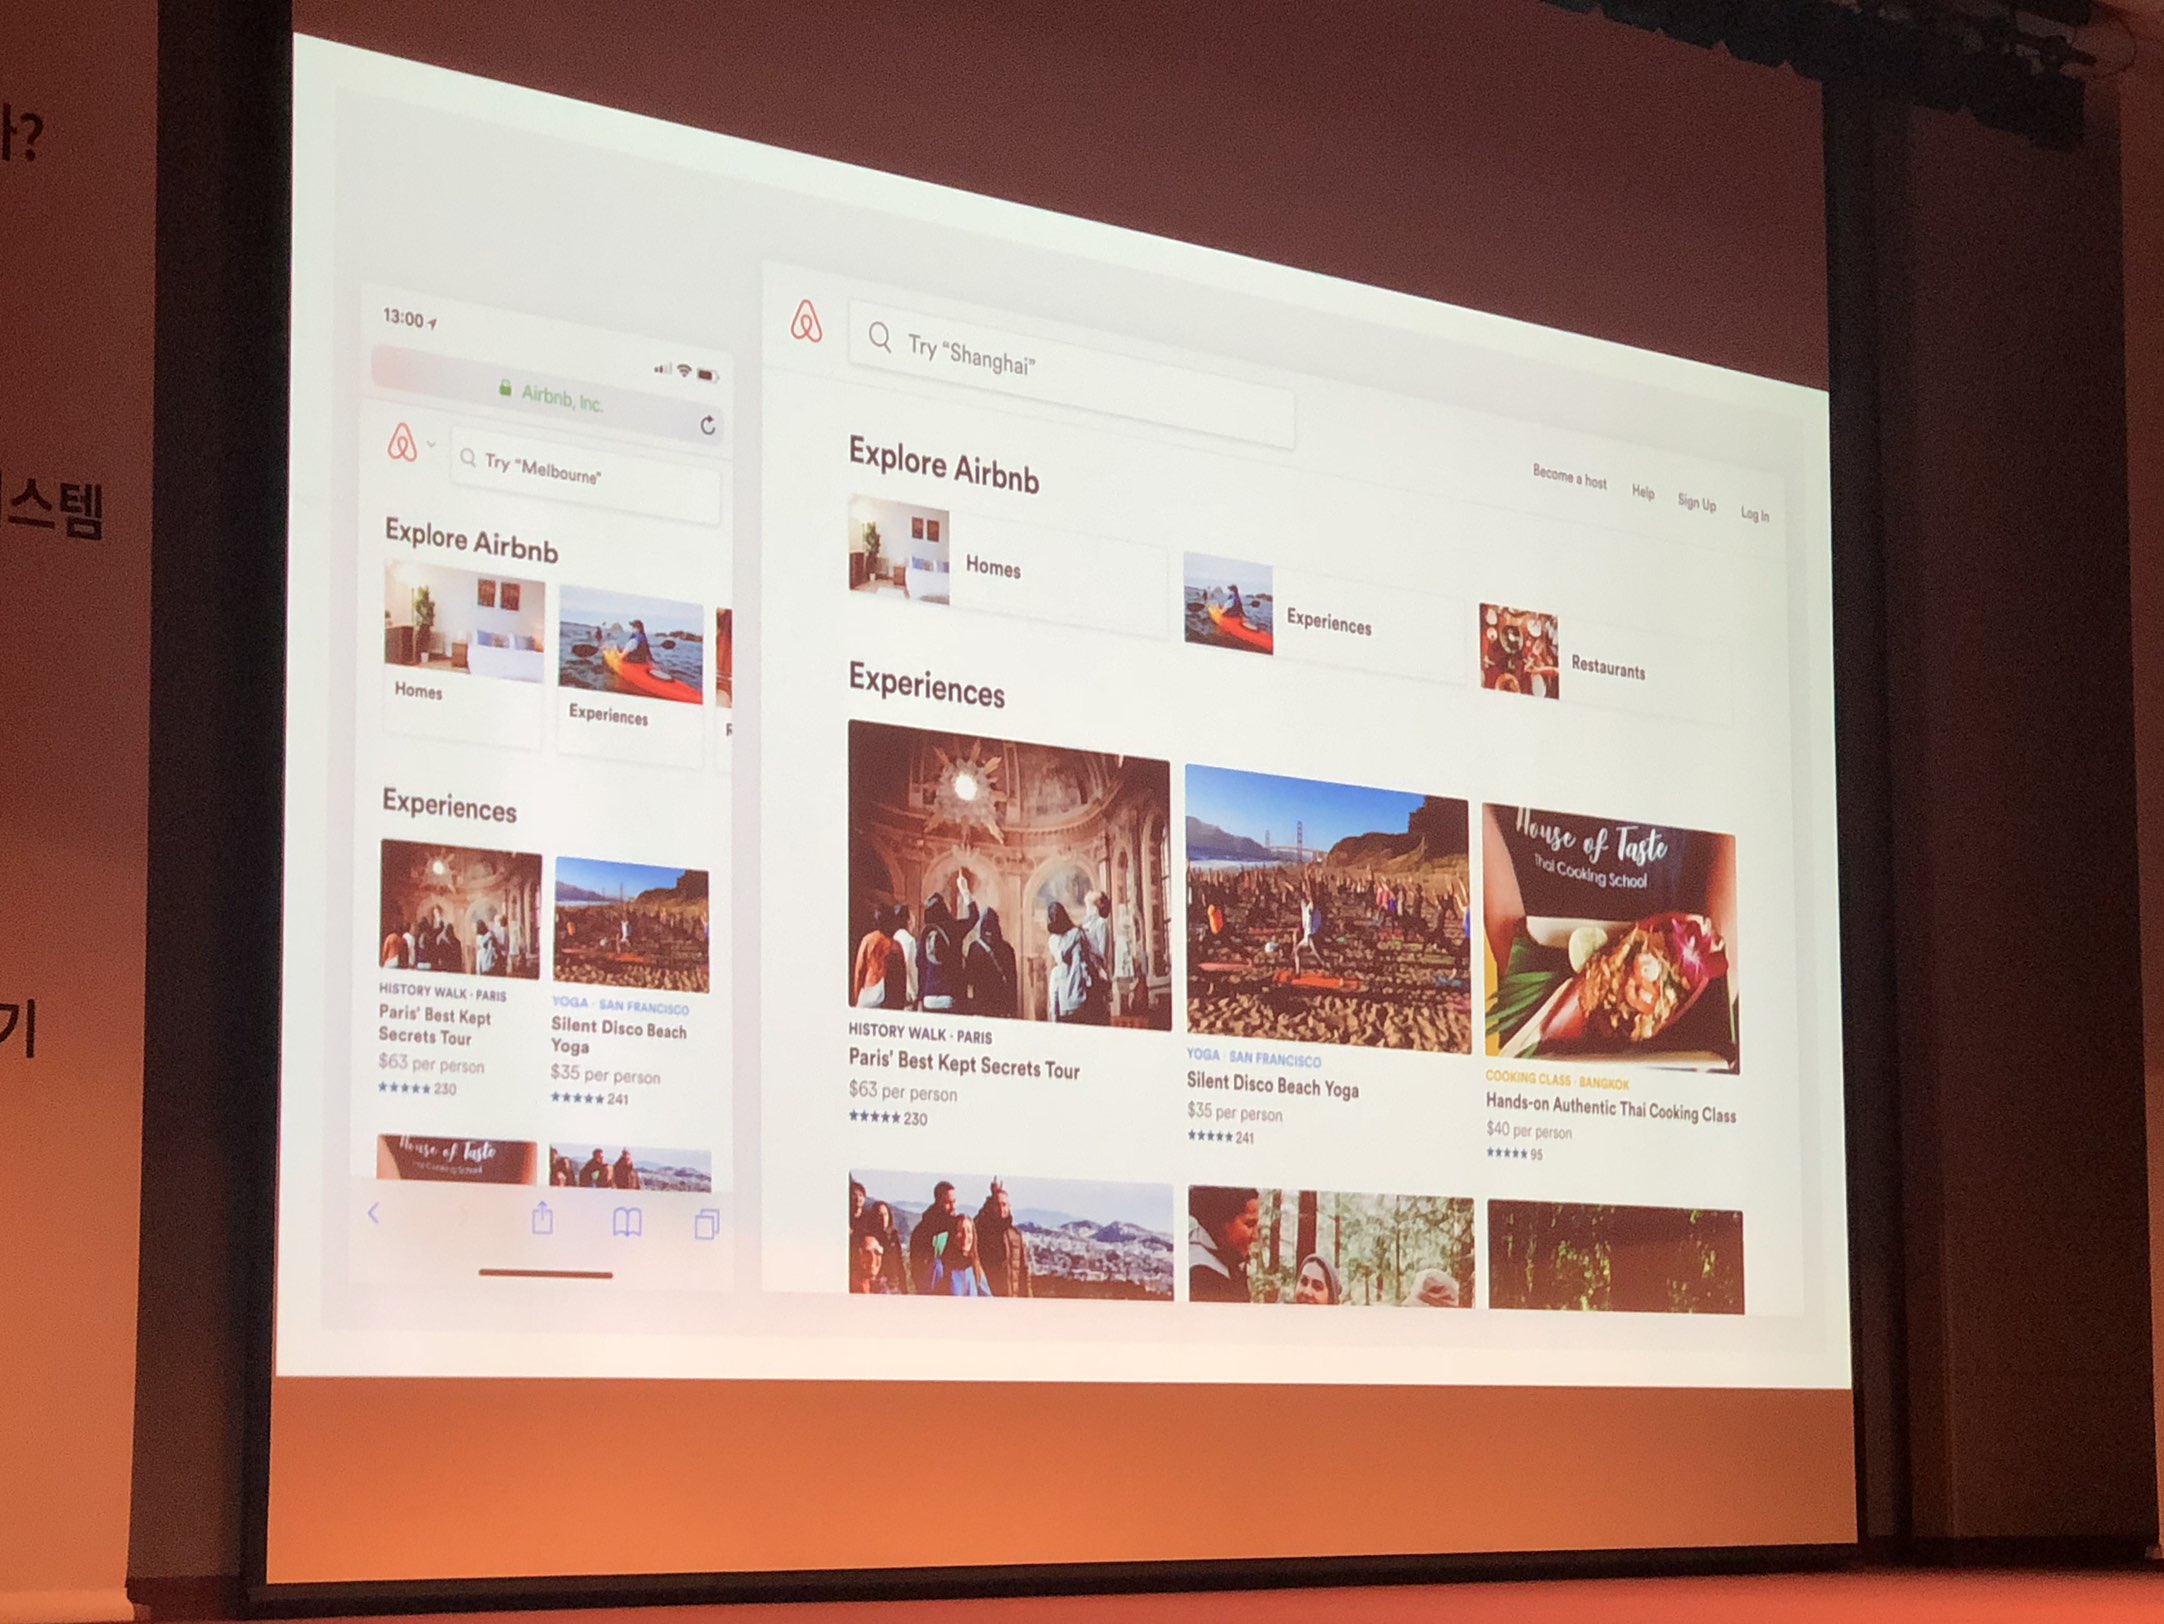 ?
스템
기
13:00
Airbnb, Inc.
Try “Melbourne”
Explore Airbnb
Homes
Experiences
Experiences
HISTORY WALK · PARIS
Paris’ Best Kept
Secrets Tour
$63 per person
★★★★★ 230
YOGA · SAN FRANCISCO
Silent Disco Beach
Yoga
$35 per person
★★★★★ 241
House of Taste
Thai Cooking School
Try “Shanghai”
Become a host
Help
Sign Up
Log In
Explore Airbnb
Homes
Experiences
Restaurants
Experiences
House of Taste
Thai Cooking School
HISTORY WALK · PARIS
Paris’ Best Kept Secrets Tour
$63 per person
★★★★★ 230
YOGA · SAN FRANCISCO
Silent Disco Beach Yoga
$35 per person
★★★★★ 241
COOKING CLASS · BANGKOK
Hands-on Authentic Thai Cooking Class
$40 per person
★★★★★ 95